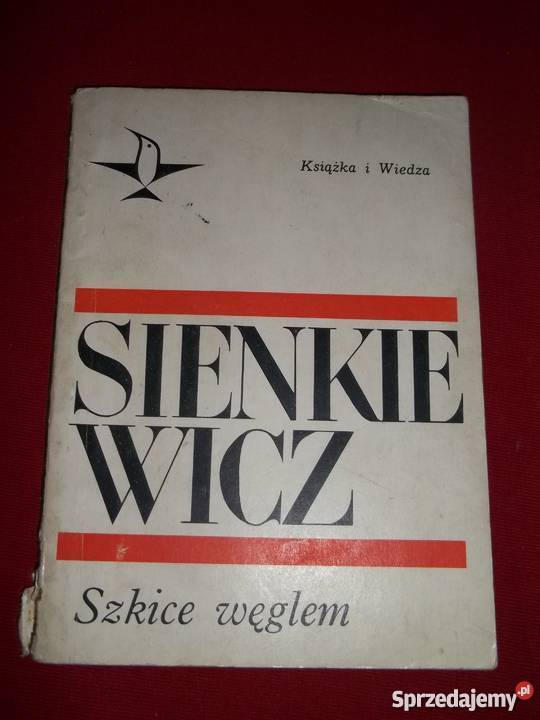 Książka i Wiedza
SIENKIE
WICZ
Szkice węglem
Sprzedajemy.pl